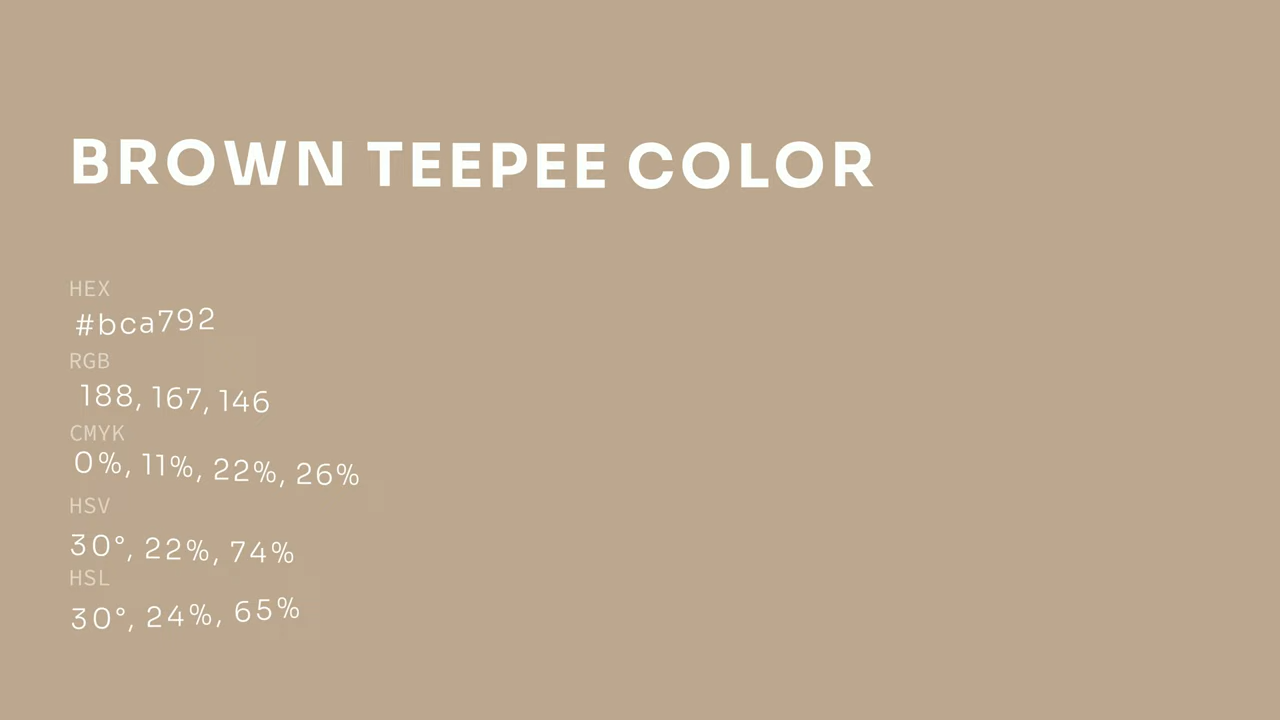 BROWN TEEPEE COLOR
HEX
#bca792
RGB
188, 167, 146
CMYK
0%, 11%, 22%, 26%
HSV
30°, 22%, 74%
HSL
30°, 24%, 65%